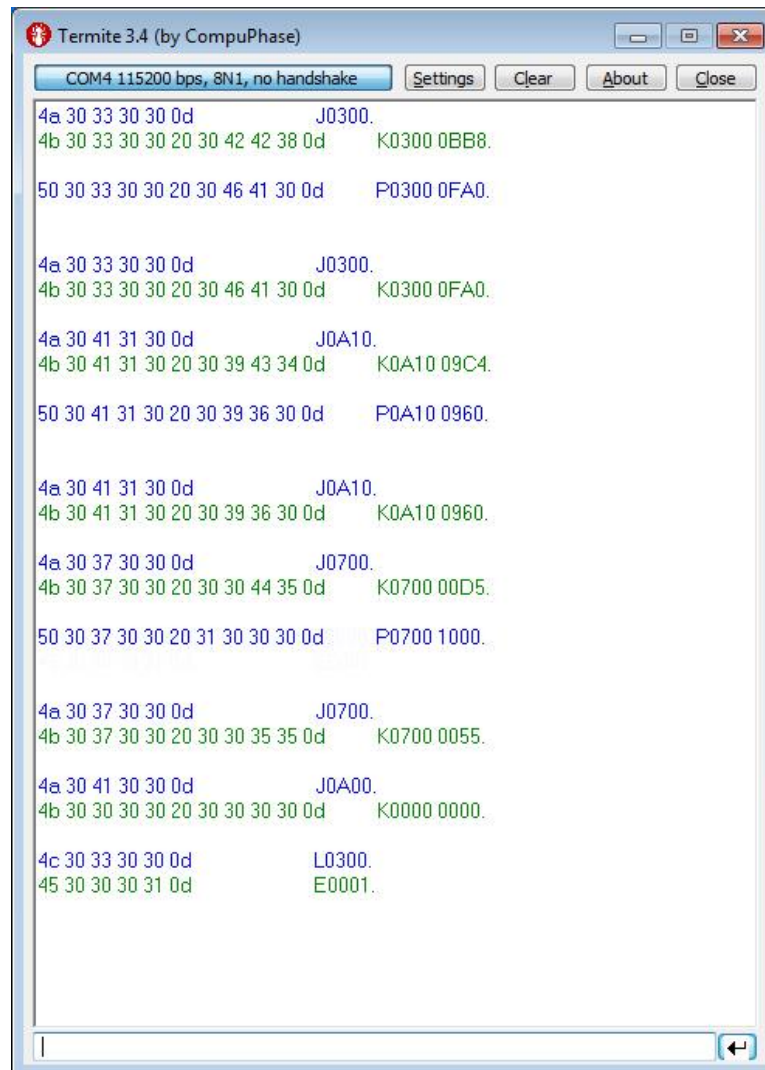 Termite 3.4 (by CompuPhase)
COM4 115200 bps, 8N1, no handshake Settings Clear About Close
4a 30 33 30 30 0d J0300.
4b 30 33 30 30 20 30 42 42 38 0d K0300 0BB8.
50 30 33 30 30 20 30 46 41 30 0d P0300 0FA0.
4a 30 33 30 30 0d J0300.
4b 30 33 30 30 20 30 46 41 30 0d K0300 0FA0.
4a 30 41 31 30 0d J0A10.
4b 30 41 31 30 20 30 39 43 34 0d K0A10 09C4.
50 30 41 31 30 20 30 39 36 30 0d P0A10 0960.
4a 30 41 31 30 0d J0A10.
4b 30 41 31 30 20 30 39 36 30 0d K0A10 0960.
4a 30 37 30 30 0d J0700.
4b 30 37 30 30 20 30 30 44 35 0d K0700 00D5.
50 30 37 30 30 20 31 30 30 30 0d P0700 1000.
4a 30 37 30 30 0d J0700.
4b 30 37 30 30 20 30 30 35 35 0d K0700 0055.
4a 30 41 30 30 0d J0A00.
4b 30 30 30 30 20 30 30 30 30 0d K0000 0000.
4c 30 33 30 30 0d L0300.
45 30 30 30 31 0d E0001.